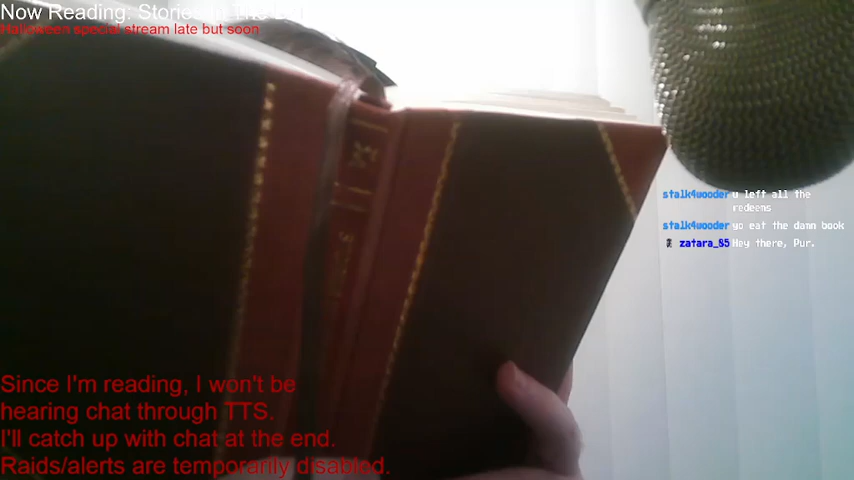 Now Reading: Stories
Halloween special stream late but soon
stalk4wooder u left all the
redeems
stalk4wooder yo eat the damn book
zatara_85 Hey there, Pur.
Since I'm reading, I won't be
hearing chat through TTS.
I'll catch up with chat at the end.
Raids/alerts are temporarily disabled.